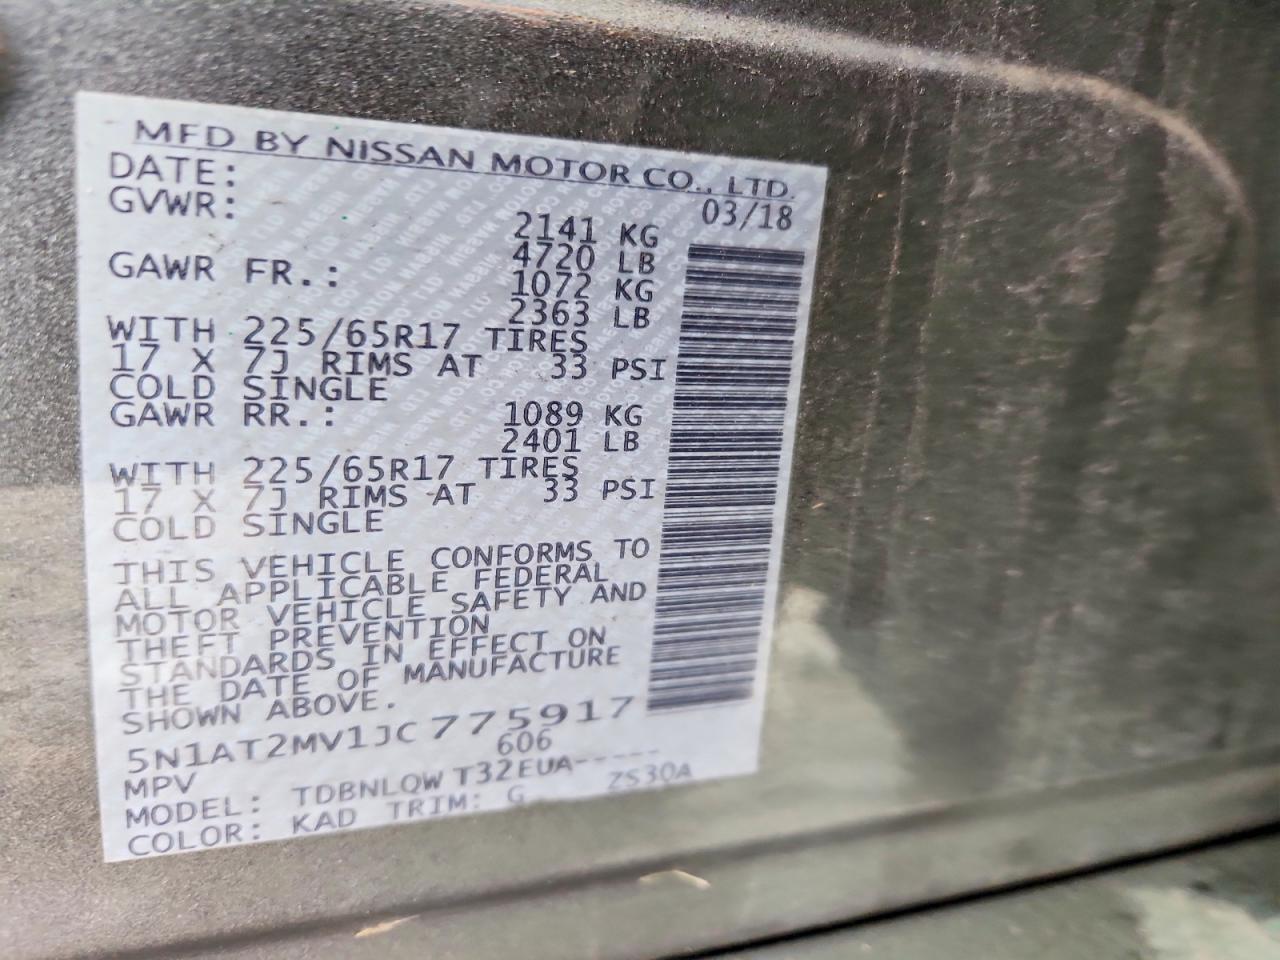 MFD BY NISSAN MOTOR CO., LTD.
DATE: 03/18
GVWR: 2141 KG
4720 LB
GAWR FR.: 1072 KG
2363 LB
WITH 225/65R17 TIRES
17 X 7J RIMS AT 33 PSI
COLD SINGLE
GAWR RR.: 1089 KG
2401 LB
WITH 225/65R17 TIRES
17 X 7J RIMS AT 33 PSI
COLD SINGLE
THIS VEHICLE CONFORMS TO
ALL APPLICABLE FEDERAL
MOTOR VEHICLE SAFETY AND
THEFT PREVENTION
STANDARDS IN EFFECT ON
THE DATE OF MANUFACTURE
SHOWN ABOVE.
5N1AT2MV1JC775917
MPV 606
MODEL: TDBNLQW T32EUA-----
COLOR: KAD TRIM: G ZS30A